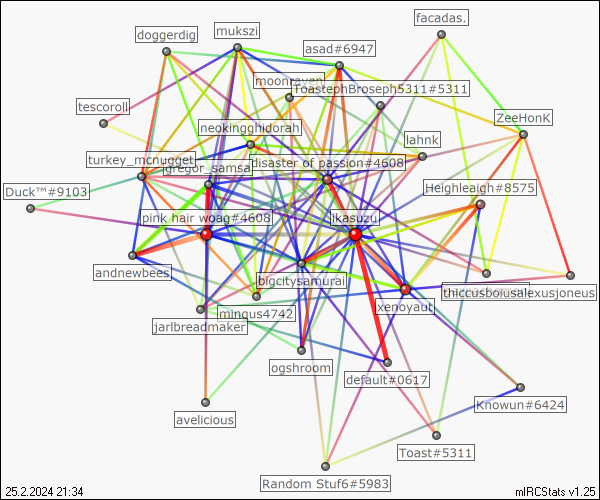 facadas.
mukszi
doggerdig
asad#6947
moonraven
ToastephBroseph5311#5311
tescoroll
ZeeHonK
neokingghidorah
lahnk
turkey_mcnugget
disaster of passion#4608
gregor_samsa
Duck™#9103
Heighleaigh#8575
pink hair woag#4608
ikasuzu
andnewbees
bigcitysamurai
alexusjoneus
xenoyaut
mingus4742
jarlbreadmaker
ogshroom
default#0617
Knowun#6424
avelicious
Toast#5311
Random Stuf6#5983
25.2.2024 21:34
mIRCStats v1.25